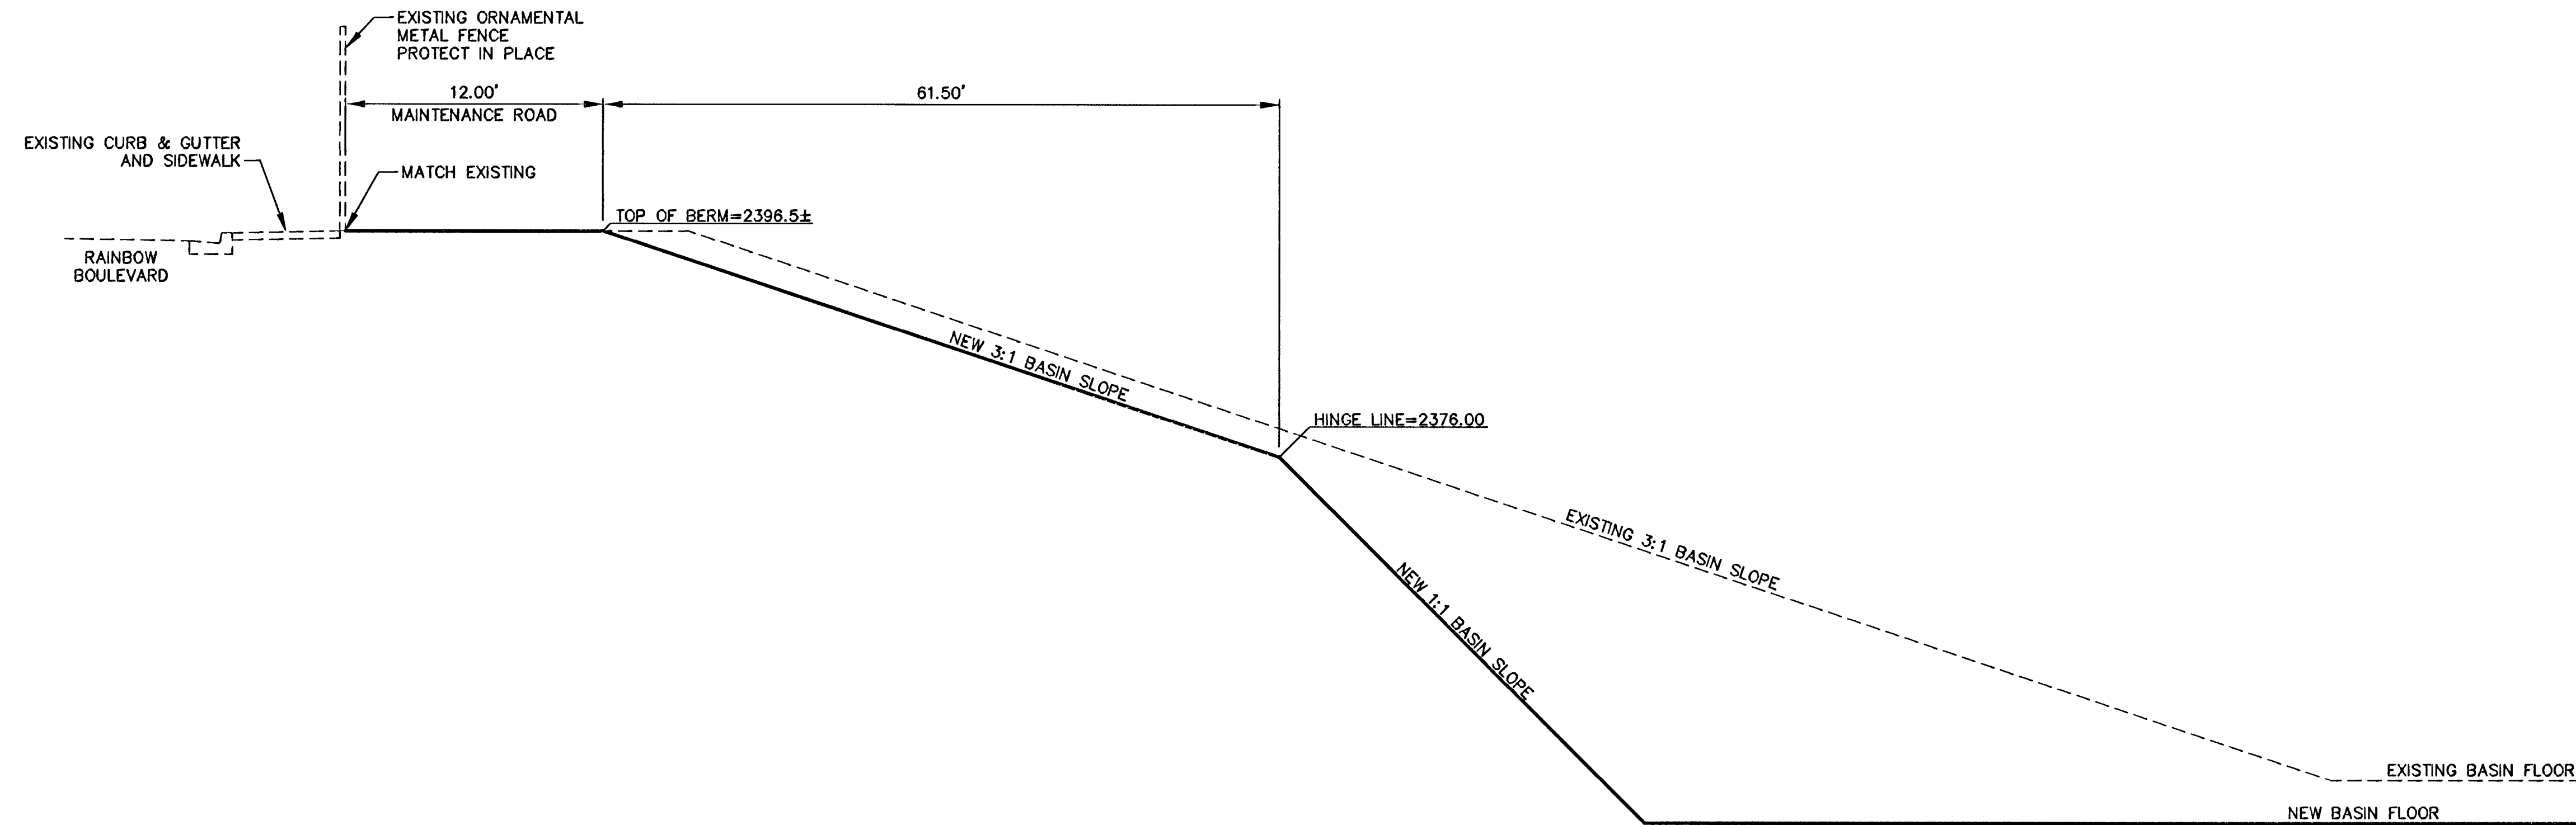 EXISTING ORNAMENTAL
METAL FENCE
PROTECT IN PLACE
12.00'
61.50'
MAINTENANCE ROAD
EXISTING CURB & GUTTER
AND SIDEWALK
MATCH EXISTING
TOP OF BERM=2396.5±
RAINBOW
BOULEVARD
NEW 3:1 BASIN SLOPE
HINGE LINE=2376.00
EXISTING 3:1 BASIN SLOPE
NEW 1:1 BASIN SLOPE
EXISTING BASIN FLOOR
NEW BASIN FLOOR